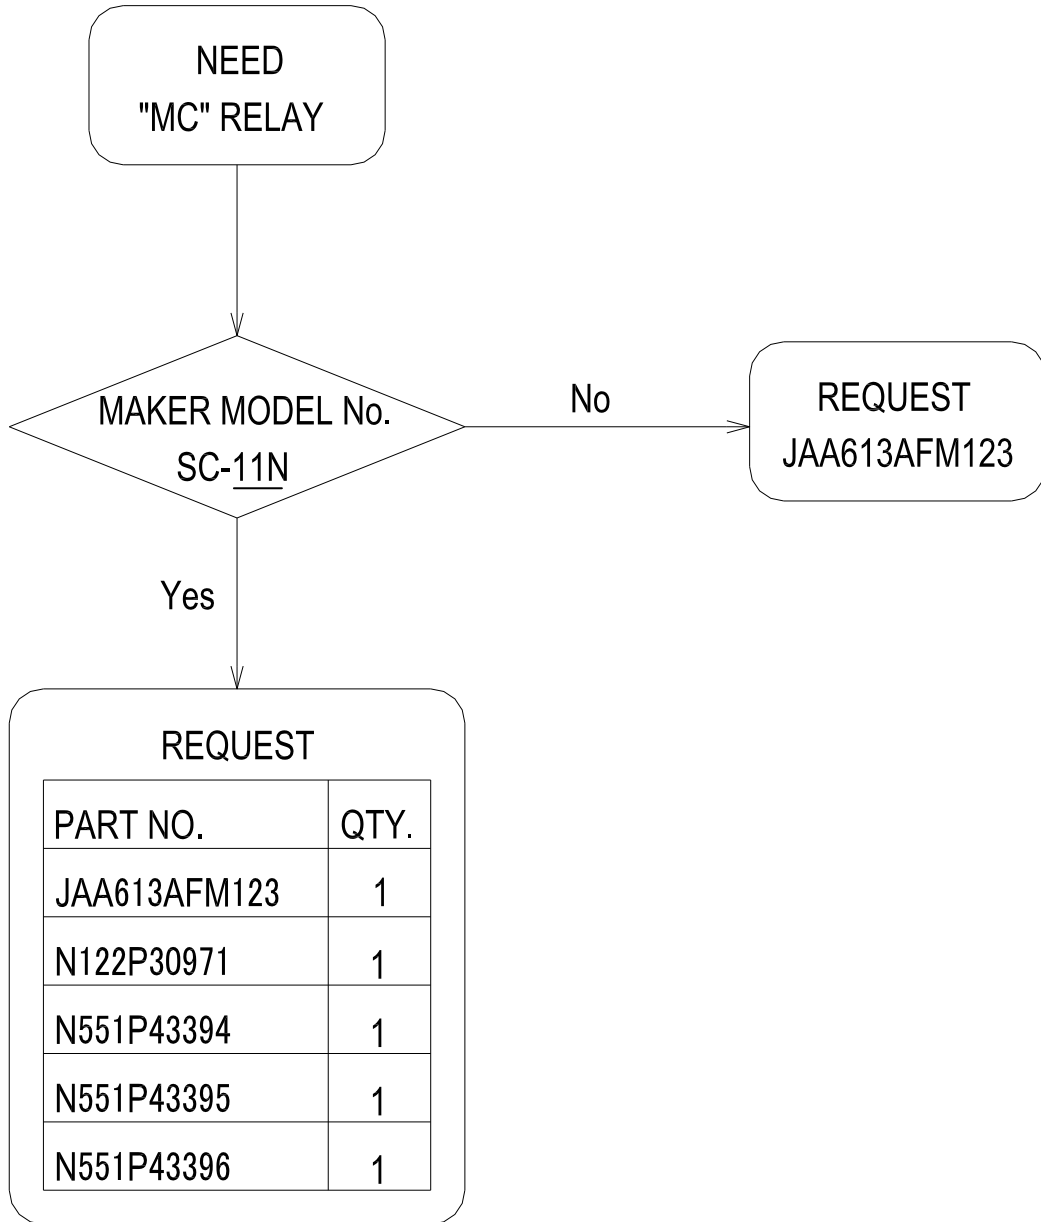 NEED
"MC" RELAY
MAKER MODEL No.
SC-11N
No
REQUEST
JAA613AFM123
Yes
REQUEST
PART NO. QTY.
JAA613AFM123 1
N122P30971 1
N551P43394 1
N551P43395 1
N551P43396 1